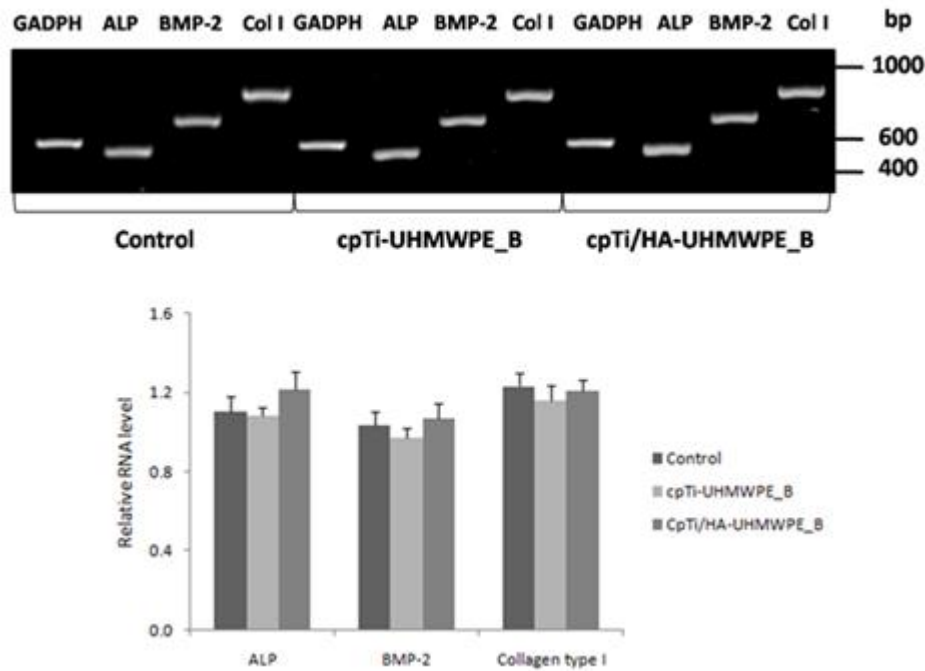 GADPH ALP BMP-2 Col I GADPH ALP BMP-2 Col I GADPH ALP BMP-2 Col I bp
1000
600
400
Control cpTi-UHMWPE_B cpTi/HA-UHMWPE_B
1.6
1.2
0.8
0.4
0.0
Relative RNA level
ALP BMP-2 Collagen type I
Control
cpTi-UHMWPE_B
CpTi/HA-UHMWPE_B